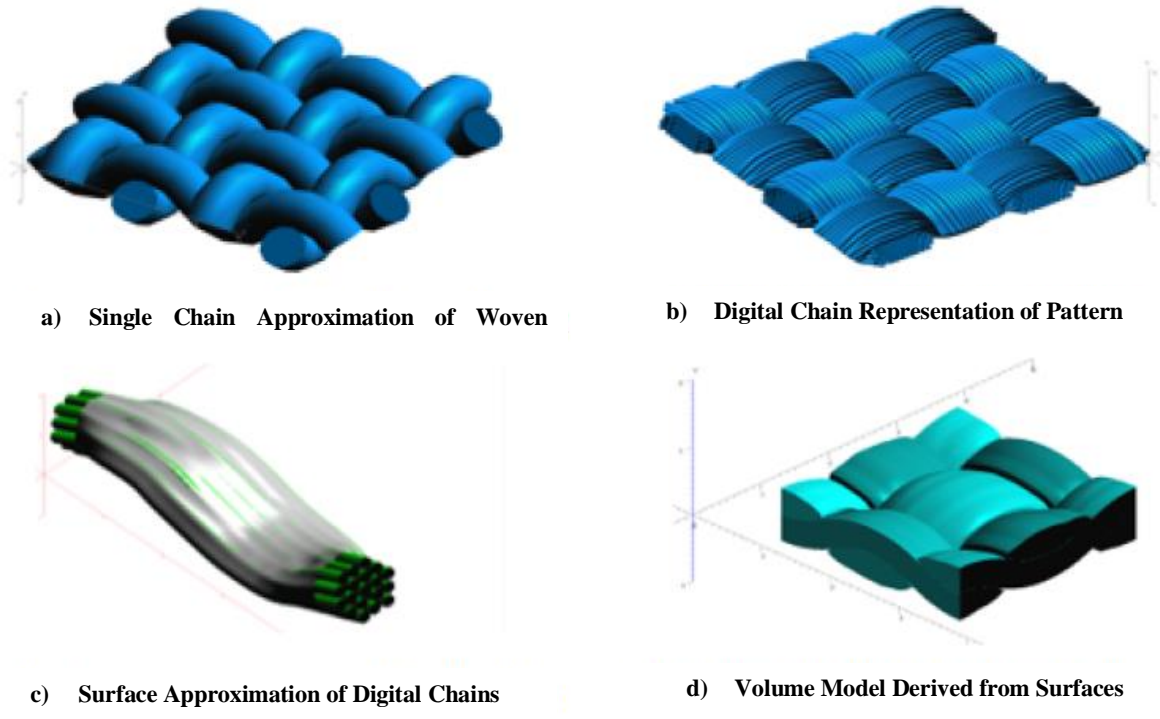 a) Single Chain Approximation of Woven
b) Digital Chain Representation of Pattern
c) Surface Approximation of Digital Chains
d) Volume Model Derived from Surfaces